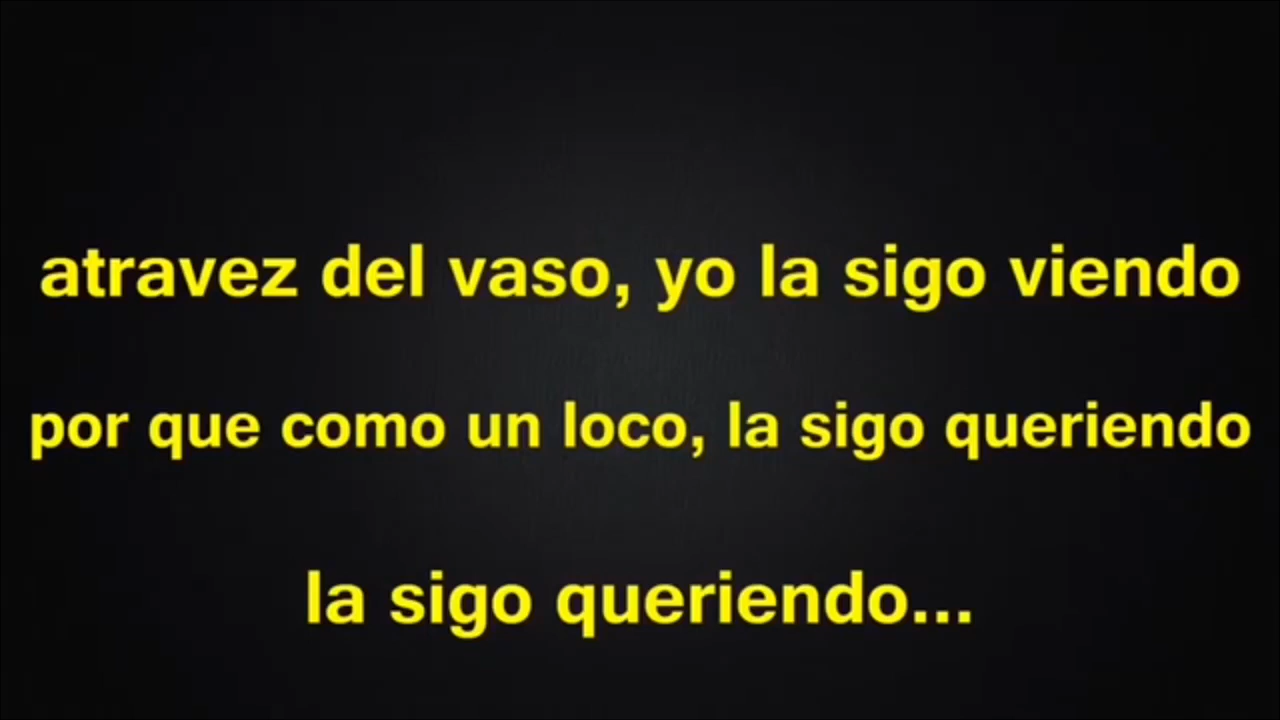 atravez del vaso, yo la sigo viendo
por que como un loco, la sigo queriendo
la sigo queriendo...